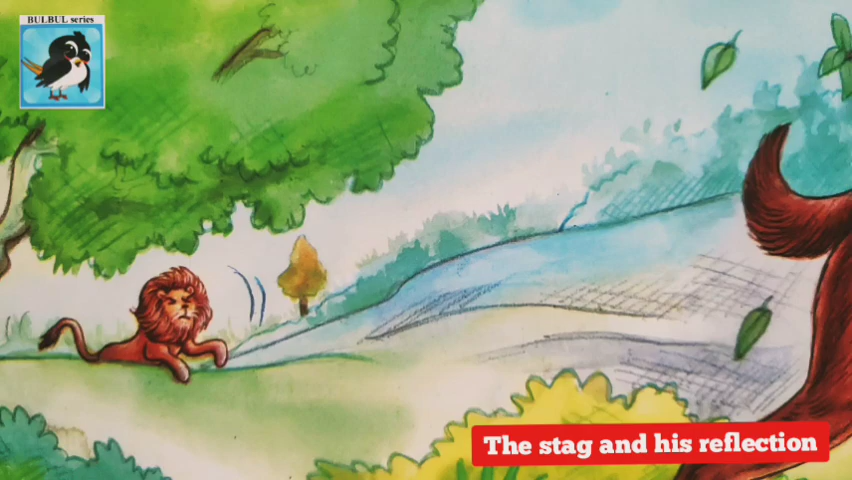 BULBUL series
The stag and his reflection